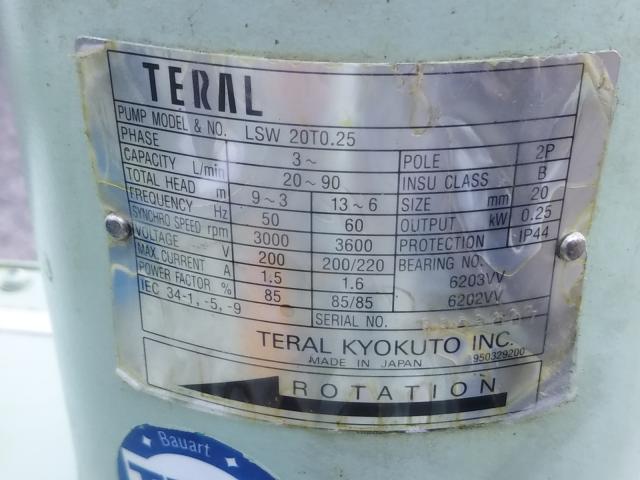 TERAL
PUMP MODEL & NO. LSW 20T0.25
PHASE 3~ POLE 2P
CAPACITY L/min 20~90 INSU CLASS B
TOTAL HEAD m 9~3 13~6 SIZE mm 20
FREQUENCY Hz 50 60 OUTPUT kW 0.25
SYNCHRO SPEED rpm 3000 3600 PROTECTION IP44
VOLTAGE V 200 200/220 BEARING NO.
MAX. CURRENT A 1.5 1.6 6203VV
POWER FACTOR % 85 85/85 6202VV
IEC 34-1, -5, -9 SERIAL NO.
TERAL KYOKUTO INC.
MADE IN JAPAN 950329200
ROTATION
Bauart